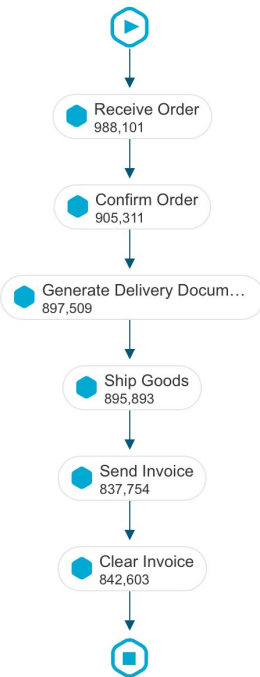 Receive Order
988,101
Confirm Order
905,311
Generate Delivery Docum…
897,509
Ship Goods
895,893
Send Invoice
837,754
Clear Invoice
842,603